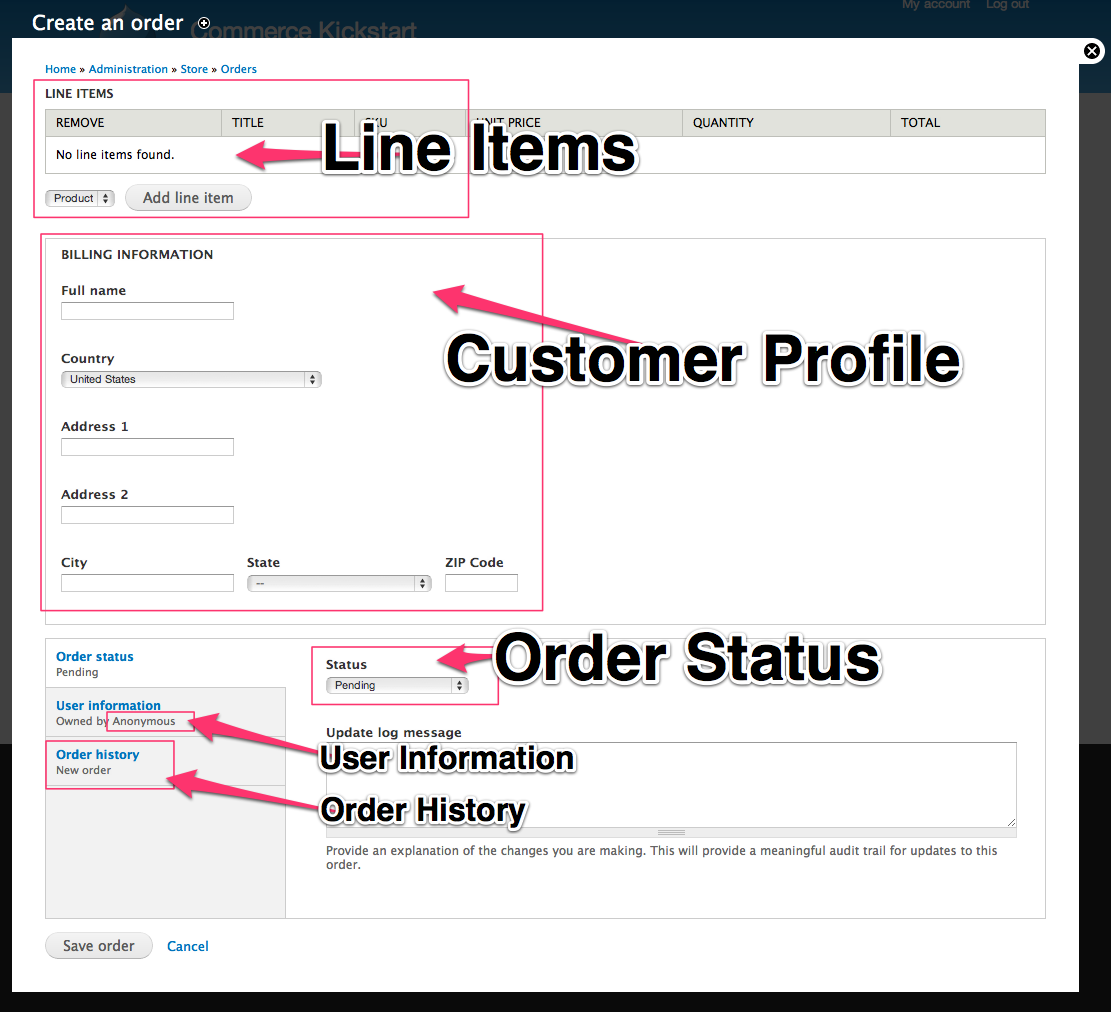 Create an order
Commerce Kickstart
My account Log out
Home » Administration » Store » Orders
LINE ITEMS
REMOVE TITLE SKU UNIT PRICE QUANTITY TOTAL
No line items found.
Line Items
Product Add line item
BILLING INFORMATION
Full name
Customer Profile
Country
United States
Address 1
Address 2
City State ZIP Code
--
Order Status
Order status
Pending
Status
Pending
User information
Owned by Anonymous
Update log message
User Information
Order history
New order
Order History
Provide an explanation of the changes you are making. This will provide a meaningful audit trail for updates to this
order.
Save order Cancel